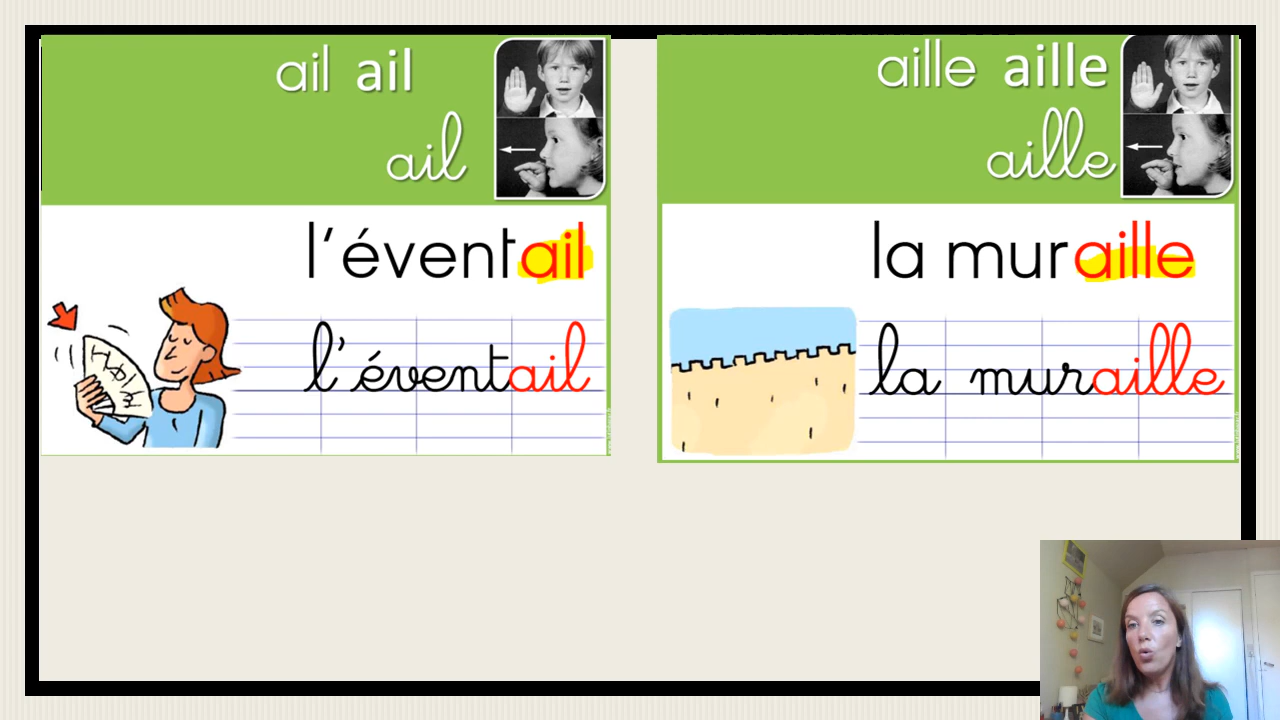 ail ail
ail
l'éventail
l'éventail
aille aille
aille
la muraille
la muraille